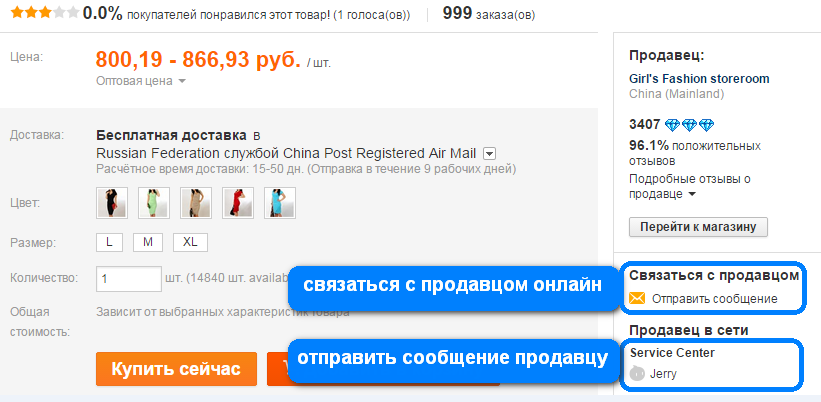 0.0% покупателей понравился этот товар! (1 голоса(ов)) 999 заказа(ов)
Цена: 800,19 - 866,93 руб. / шт.
Оптовая цена
Доставка: Бесплатная доставка в
Russian Federation службой China Post Registered Air Mail
Расчётное время доставки: 15-50 дн. (Отправка в течение 9 рабочих дней)
Цвет:
Размер: L M XL
Количество: 1 шт. (14840 шт. availab
Общая стоимость: Зависит от выбранных характеристик товара
Купить сейчас
Продавец:
Girl's Fashion storeroom
China (Mainland)
3407
96.1% положительных
отзывов
Подробные отзывы о
продавце
Перейти к магазину
связаться с продавцом онлайн
Связаться с продавцом
Отправить сообщение
отправить сообщение продавцу
Продавец в сети
Service Center
Jerry